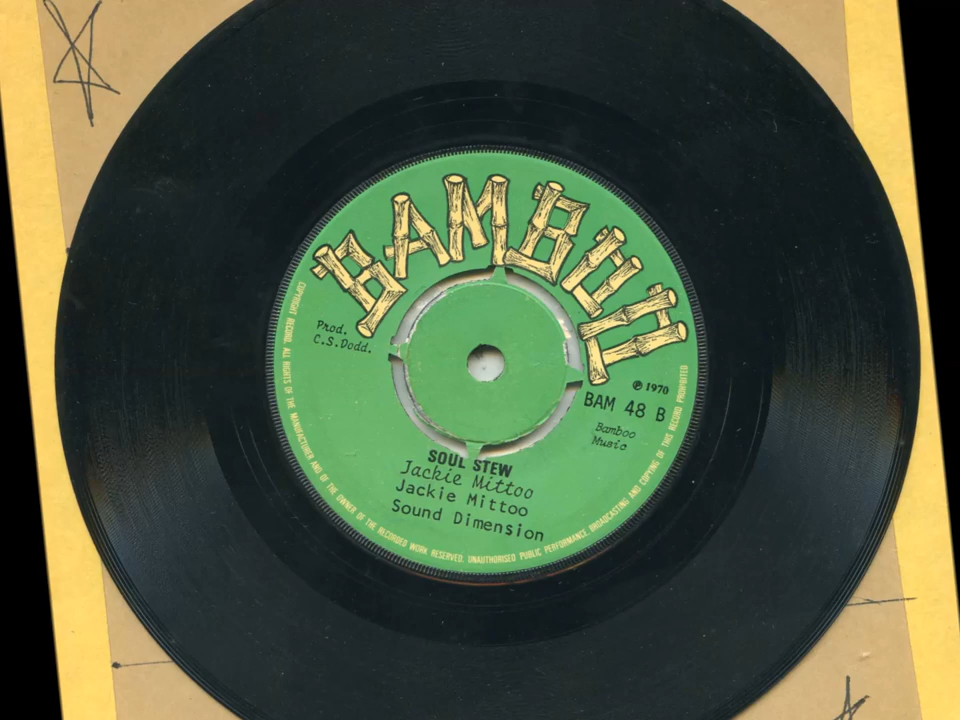 BAMBOO
Prod.
C.S.Dodd.
℗ 1970
BAM 48 B
Bamboo
Music
SOUL STEW
Jackie Mittoo
Jackie Mittoo
Sound Dimension
COPYRIGHT RECORD. ALL RIGHTS OF THE MANUFACTURER AND OF THE OWNER OF THE RECORDED WORK RESERVED. UNAUTHORISED PUBLIC PERFORMANCE, BROADCASTING AND COPYING OF THIS RECORD PROHIBITED